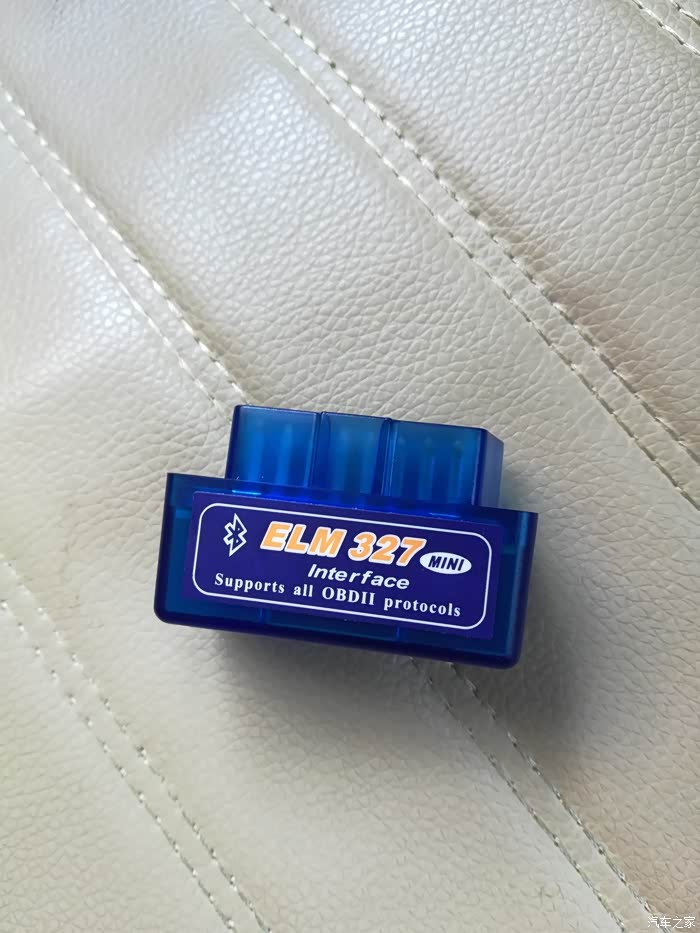 ELM 327 MINI
Interface
Supports all OBDII protocols
汽车之家